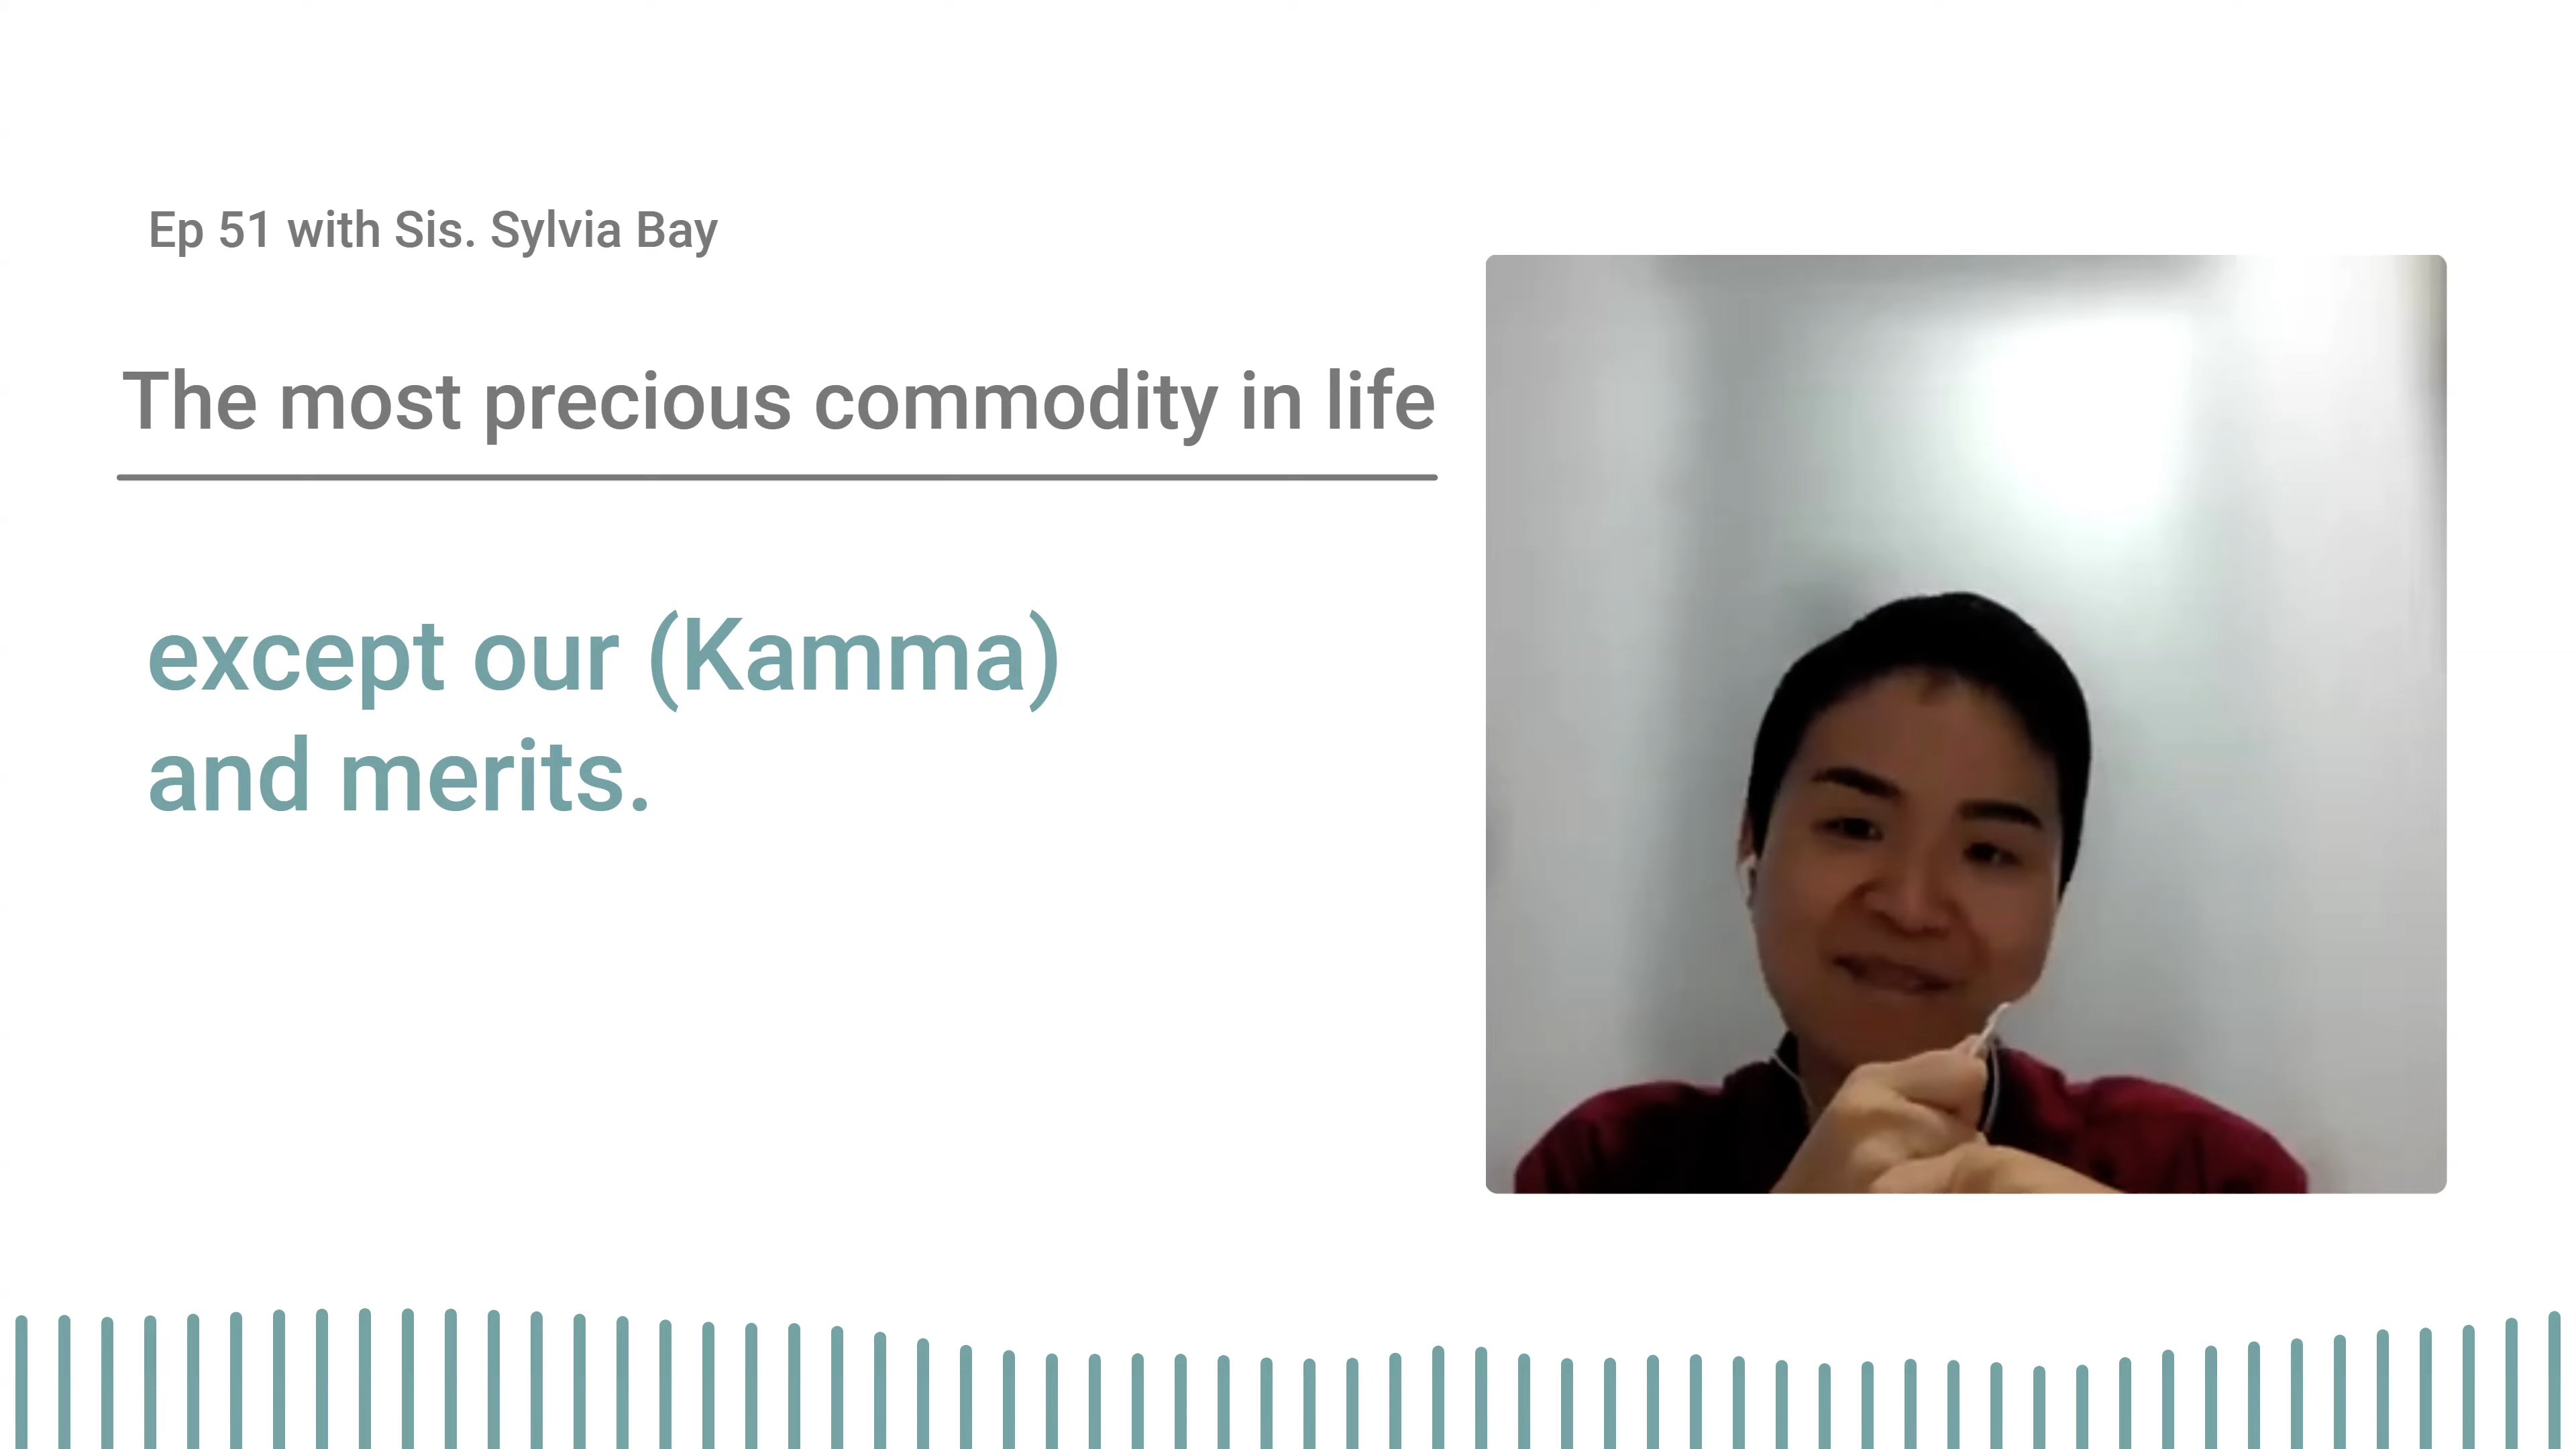 Ep 51 with Sis. Sylvia Bay
The most precious commodity in life
except our (Kamma)
and merits.